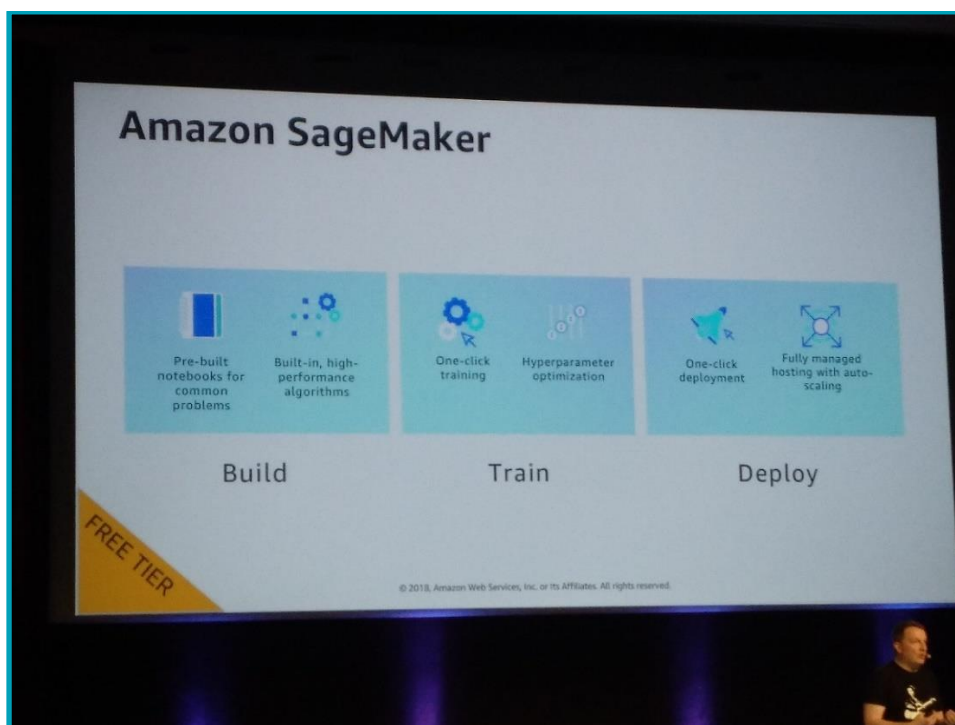 Amazon SageMaker
Pre-built
notebooks for
common
problems
Built-in, high-
performance
algorithms
One-click
training
Hyperparameter
optimization
One-click
deployment
Fully managed
hosting with auto-
scaling
Build
Train
Deploy
FREE TIER
© 2018, Amazon Web Services, Inc. or Its Affiliates. All rights reserved.